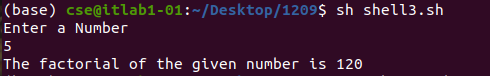 (base) cse@itlab1-01:~/Desktop/1209$ sh shell3.sh
Enter a Number
5
The factorial of the given number is 120